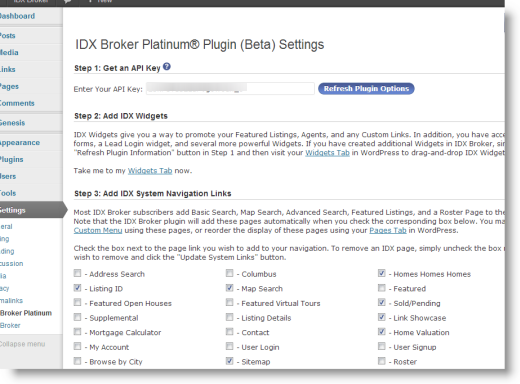 IDX Broker
New
Dashboard
Posts
Media
Links
Pages
Comments
Genesis
Appearance
Plugins
Users
Tools
Settings
Broker Platinum
Broker
Collapse menu
IDX Broker Platinum® Plugin (Beta) Settings
Step 1: Get an API Key ?
Enter Your API Key: Refresh Plugin Options
Step 2: Add IDX Widgets
IDX Widgets give you a way to promote your Featured Listings, Agents, and any Custom Links. In addition, you have
forms, a Lead Login widget, and several more powerful Widgets. If you have created additional Widgets in IDX Broker,
"Refresh Plugin Information" button in Step 1 and then visit your Widgets Tab in WordPress to drag-and-drop IDX
Take me to my Widgets Tab now.
Step 3: Add IDX System Navigation Links
Most IDX Broker subscribers add Basic Search, Map Search, Advanced Search, Featured Listings, and a Roster Page to the
Note that the IDX Broker plugin will add these pages automatically when you check the corresponding box below. You
Custom Menu using these pages, or reorder the display of these pages using your Pages Tab in WordPress.
Check the box next to the page link you wish to add to your navigation. To remove an IDX page, simply uncheck the box
wish to remove and click the "Update System Links" button.
- Address Search - Columbus - Homes Homes Homes
- Listing ID - Map Search - Featured
- Featured Open Houses - Featured Virtual Tours - Sold/Pending
- Supplemental - Listing Details - Link Showcase
- Mortgage Calculator - Contact - Home Valuation
- My Account - User Login - User Signup
- Browse by City - Sitemap - Roster